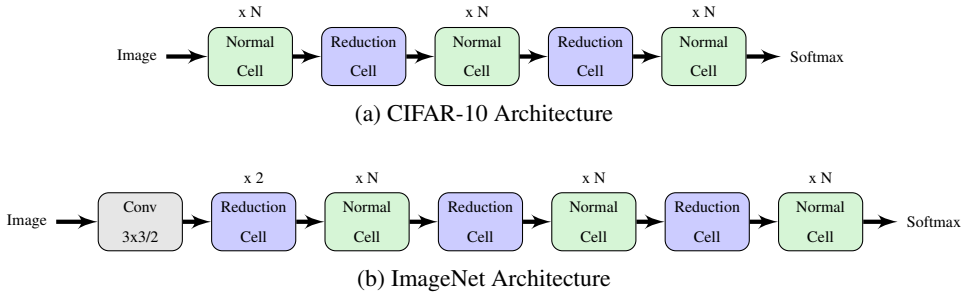 x N x N x N
Image Normal Cell Reduction Cell Normal Cell Reduction Cell Normal Cell Softmax
(a) CIFAR-10 Architecture
x 2 x N x N x N
Image Conv 3x3/2 Reduction Cell Normal Cell Reduction Cell Normal Cell Reduction Cell Normal Cell Softmax
(b) ImageNet Architecture